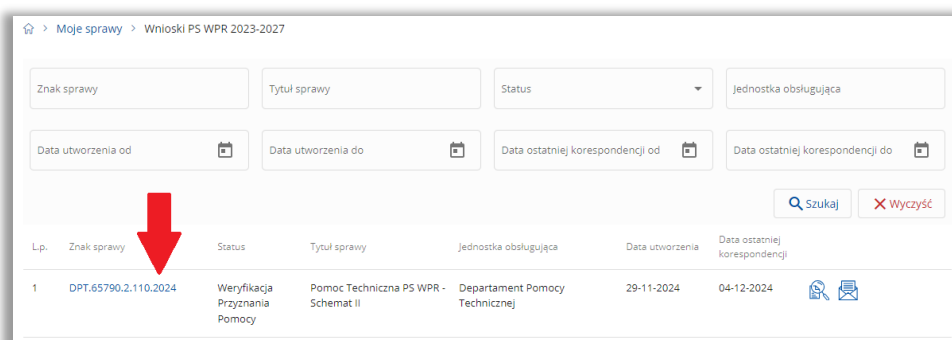 > Moje sprawy > Wnioski PS WPR 2023-2027
Znak sprawy Tytuł sprawy Status Jednostka obsługująca
Data utworzenia od Data utworzenia do Data ostatniej korespondencji od Data ostatniej korespondencji do
Szukaj Wyczyść
L.p. Znak sprawy Status Tytuł sprawy Jednostka obsługująca Data utworzenia Data ostatniej
korespondencji
1 DPT.65790.2.110.2024 Weryfikacja Pomoc Techniczna PS WPR - Departament Pomocy 29-11-2024 04-12-2024
Przyznania Schemat II Technicznej
Pomocy